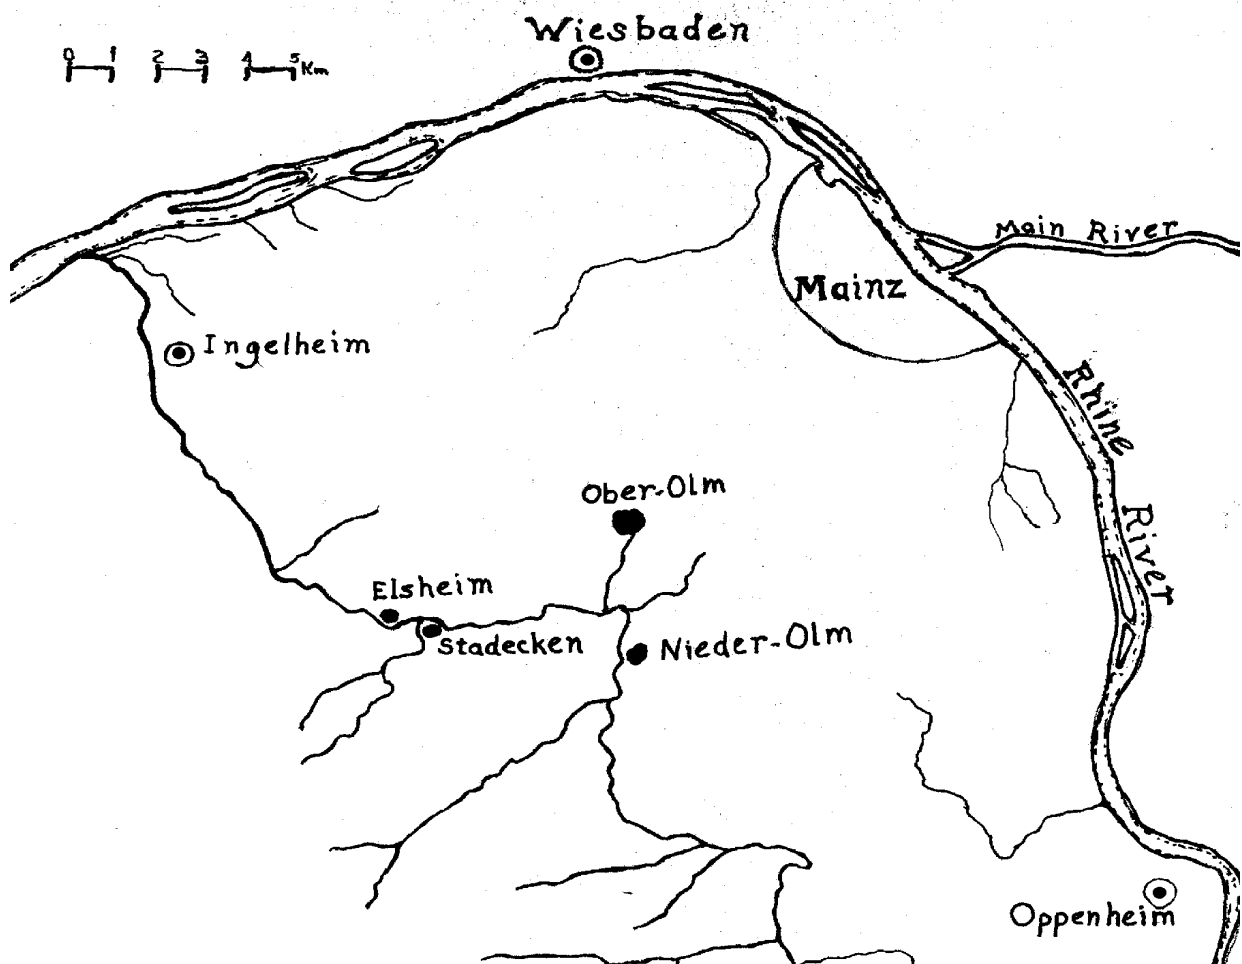 Wiesbaden
0 1 2 3 4 5 Km
Main River
Mainz
Ingelheim
Rhine
River
Ober-Olm
Elsheim
Stadecken
Nieder-Olm
Oppenheim